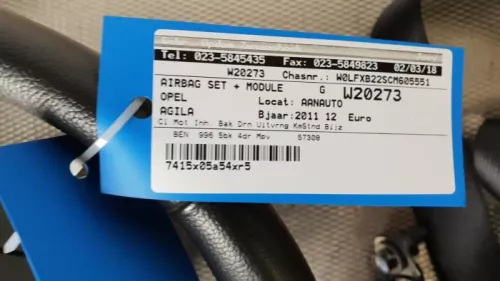 Tel: 023-5845435 Fax: 023-5849823 02/03/18
W20273 Chasnr.: W0LFXB22SCM605551
AIRBAG SET + MODULE G W20273
OPEL Locat: AANAUTO
AGILA Bjaar:2011 12 Euro
Ci Mot Inh. Bak Drn Uitvrng KmStnd Bijz
BEN 996 5bk 4dr Mpv 57308
7415x05a54xr5